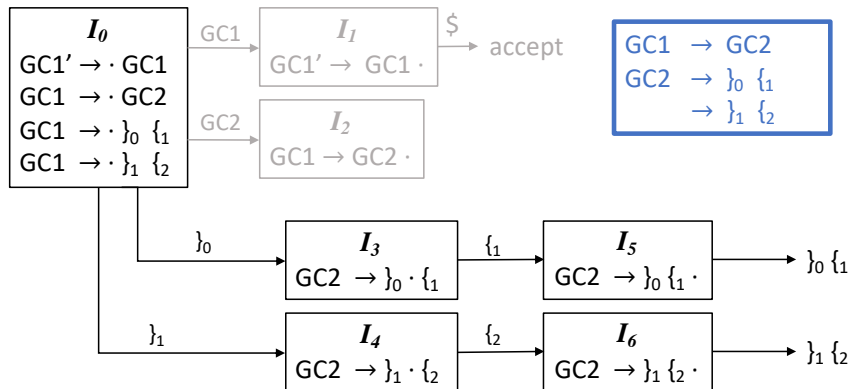 I₀
GC1' → · GC1
GC1 → · GC2
GC1 → · }₀ {₁
GC1 → · }₁ {₂
GC1
I₁
GC1' → GC1 ·
$
accept
GC2
I₂
GC1 → GC2 ·
GC1 → GC2
GC2 → }₀ {₁
→ }₁ {₂
}₀
I₃
GC2 → }₀ · {₁
{₁
I₅
GC2 → }₀ {₁ ·
}₀ {₁
}₁
I₄
GC2 → }₁ · {₂
{₂
I₆
GC2 → }₁ {₂ ·
}₁ {₂